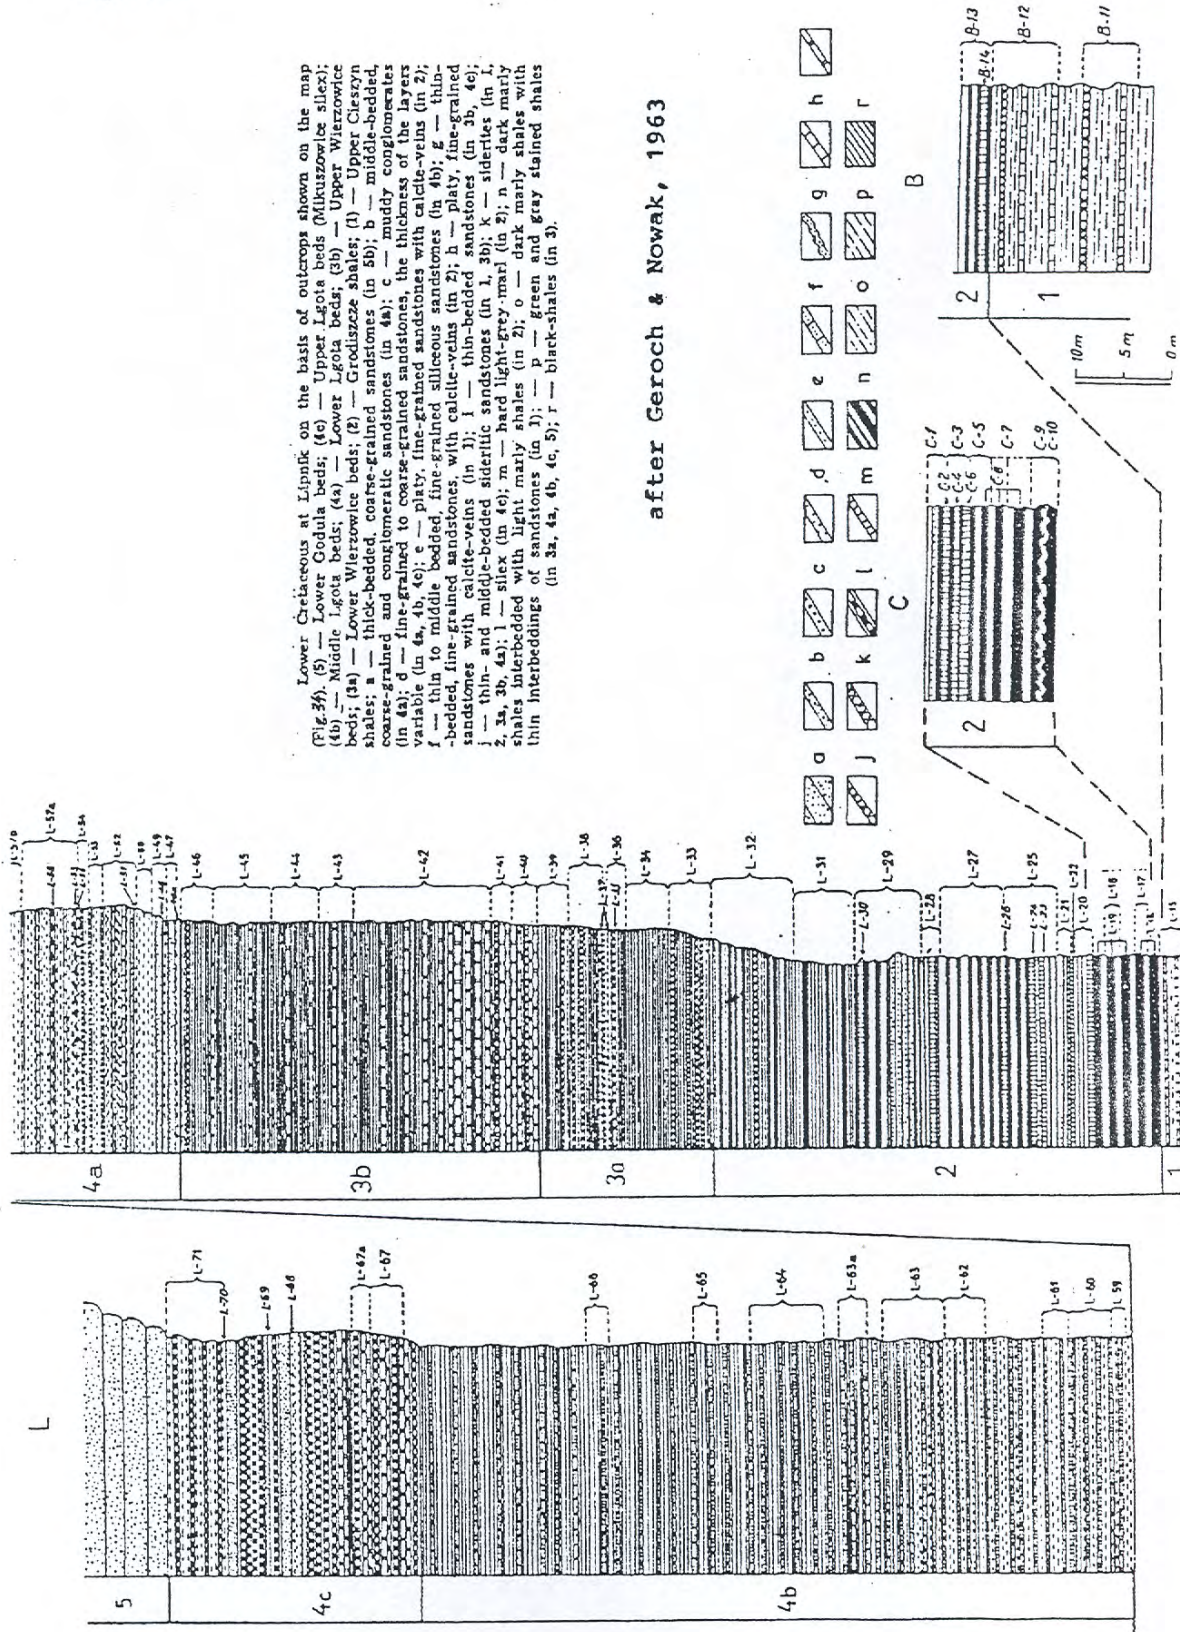 Lower Cretaceous at Lipnik on the basis of outcrops shown on the map
(Fig.34). (5) — Lower Godula beds; (4c) — Upper Lgota beds (Mikuszowice silex);
(4b) — Middle Lgota beds; (4a) — Lower Lgota beds; (3b) — Upper Wierzowice
beds; (3a) — Lower Wierzowice beds; (2) — Grodiszcze shales; (1) — Upper Cieszyn
shales; a — thick-bedded, coarse-grained sandstones (in 5b); b — middle-bedded,
coarse-grained and conglomeratic sandstones (in 4a); c — muddy conglomerates
(in 4a); d — fine-grained to coarse-grained sandstones, the thickness of the layers
variable (in 4a, 4b, 4c); e — platy, fine-grained sandstones with calcite-veins (in 2);
f — thin to middle bedded, fine-grained siliceous sandstones (in 4b); g — thin-
-bedded, fine-grained sandstones, with calcite-veins (in 2); h — platy, fine-grained
sandstones with calcite-veins (in 1); i — thin-bedded sandstones (in 3b, 4c);
j — thin- and middle-bedded sideritic sandstones (in 1, 3b); k — siderites (in 1,
2, 3a, 3b, 4a); l — silex (in 4c); m — hard light-grey marl (in 2); n — dark marly
shales interbedded with light marly shales (in 2); o — dark marly shales with
thin interbeddings of sandstones (in 1); — p — green and gray stained shales
(in 3a, 4a, 4b, 4c, 5); r — black-shales (in 3).
after Geroch & Nowak, 1963
a b c d e f g h
j k l m n o p r
L
5
4c
4b
L-71
L-70
L-69
L-68
L-67a
L-67
L-66
L-65
L-64
L-63a
L-63
L-62
L-61
L-60
L-59
4a
3b
3a
2
1
L-57a
L-54
L-53
L-52
L-51
L-49
L-47
L-46
L-45
L-44
L-43
L-42
L-41
L-40
L-39
L-38
L-37
L-36
L-34
L-33
L-32
L-31
L-30
L-29
L-28
L-27
L-26
L-25
L-24
L-23
L-22
L-21
L-20
L-19
L-18
L-17
L-15
C
2
C-1
C-2
C-3
C-4
C-5
C-6
C-7
C-8
C-9
C-10
B
2
1
B-13
B-14
B-12
B-11
10m
5m
0m